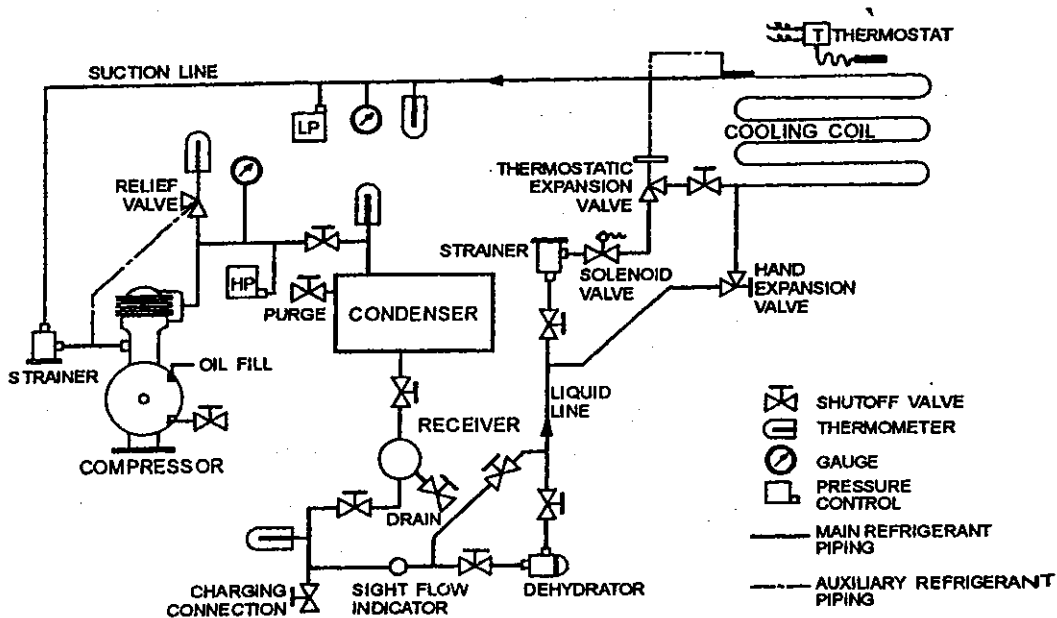 T THERMOSTAT
SUCTION LINE
LP
COOLING COIL
THERMOSTATIC
EXPANSION
VALVE
RELIEF
VALVE
STRAINER
SOLENOID
VALVE
HAND
EXPANSION
VALVE
HP
PURGE
CONDENSER
STRAINER
OIL FILL
COMPRESSOR
RECEIVER
LIQUID
LINE
DRAIN
CHARGING
CONNECTION
SIGHT FLOW
INDICATOR
DEHYDRATOR
SHUTOFF VALVE
THERMOMETER
GAUGE
PRESSURE
CONTROL
MAIN REFRIGERANT
PIPING
AUXILIARY REFRIGERANT
PIPING